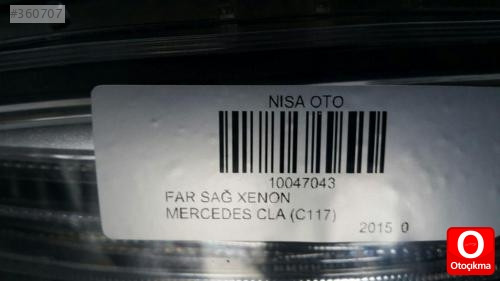 #360707
NISA OTO
10047043
FAR SAĞ XENON
MERCEDES CLA (C117)
2015 0
O
Otoçıkma